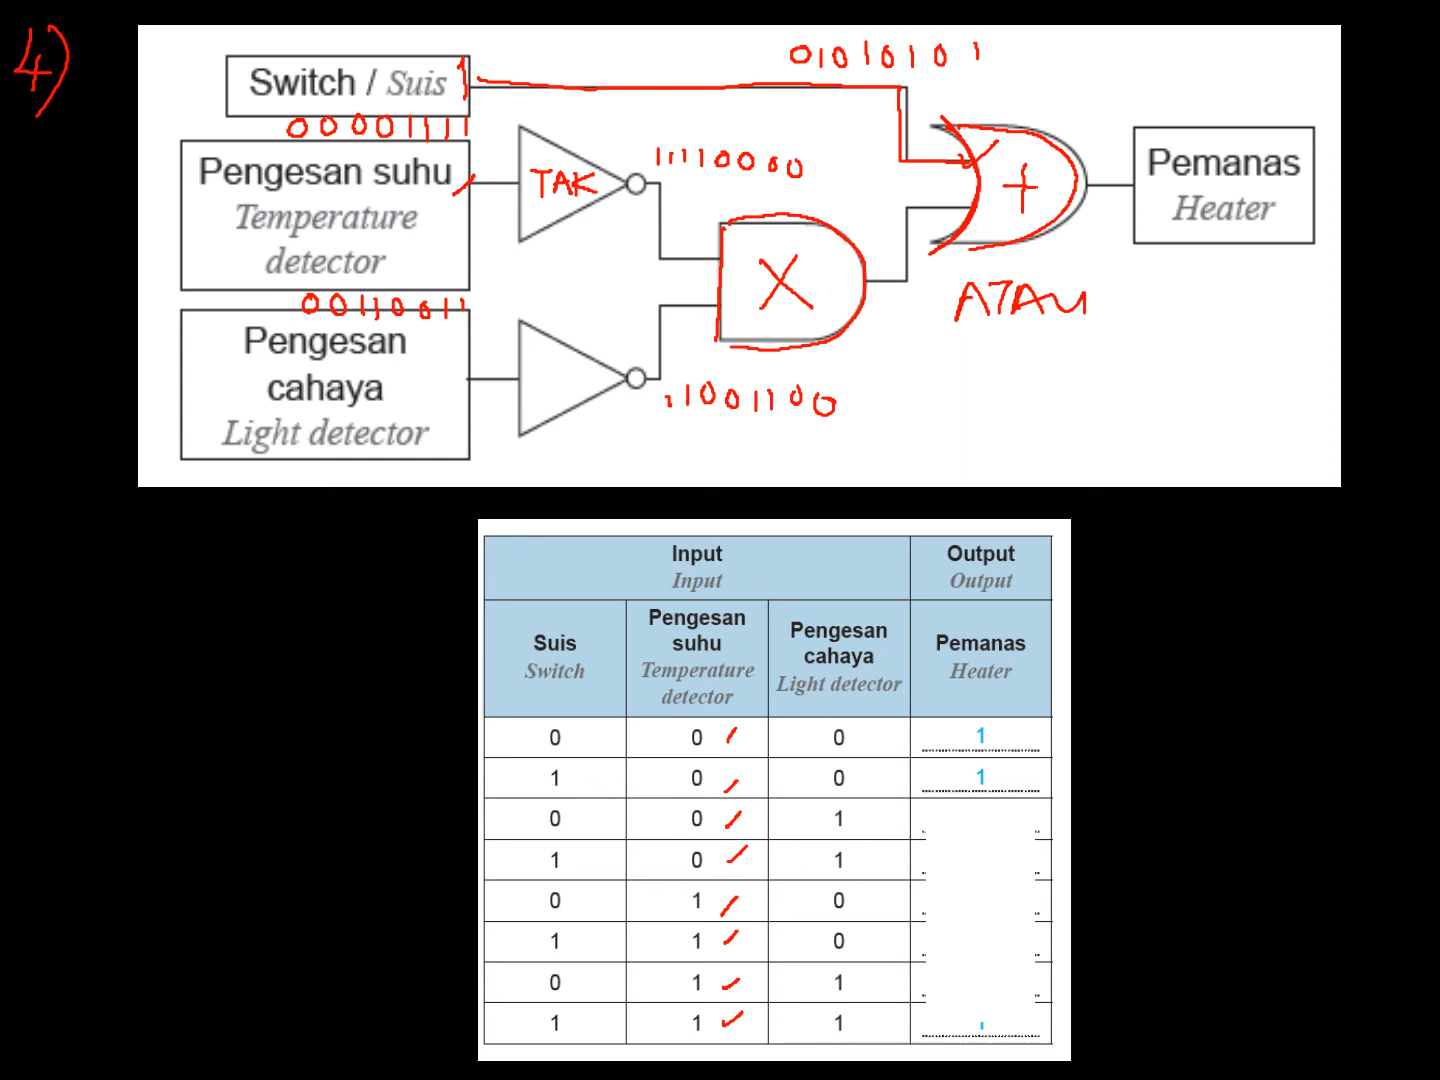 4)
01010101
Switch / Suis
00001111
Pengesan suhu
Temperature
detector
TAK
11110000
+
Pemanas
Heater
00110011
X
ATAU
Pengesan
cahaya
Light detector
11001100
Input
Input
Output
Output
Suis
Switch
Pengesan
suhu
Temperature
detector
Pengesan
cahaya
Light detector
Pemanas
Heater
0 0 0 1
1 0 0 1
0 0 1
1 0 1
0 1 0
1 1 0
0 1 1
1 1 1